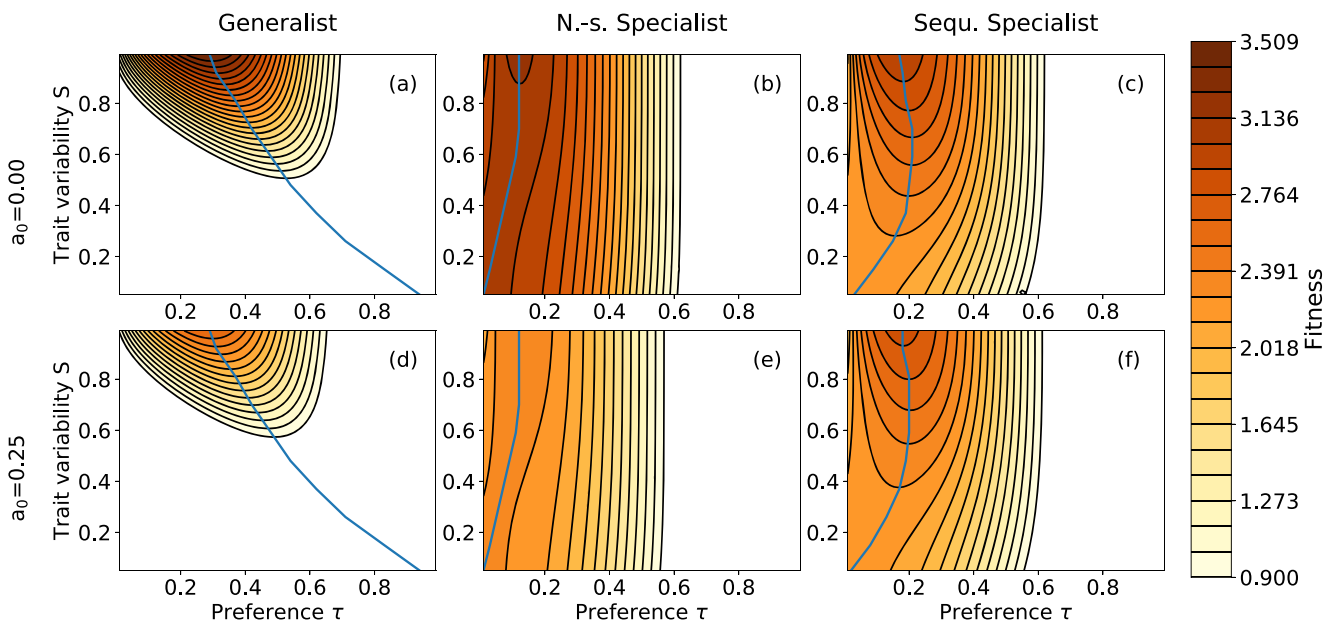 Generalist
N.-s. Specialist
Sequ. Specialist
a₀=0.00
Trait variability S
0.8
0.6
0.4
0.2
(a)
(b)
(c)
0.2 0.4 0.6 0.8
0.8
0.6
0.4
0.2
0.2 0.4 0.6 0.8
0.8
0.6
0.4
0.2
0.2 0.4 0.6 0.8
a₀=0.25
Trait variability S
0.8
0.6
0.4
0.2
(d)
(e)
(f)
0.2 0.4 0.6 0.8
Preference τ
0.8
0.6
0.4
0.2
0.2 0.4 0.6 0.8
Preference τ
0.8
0.6
0.4
0.2
0.2 0.4 0.6 0.8
Preference τ
3.509
3.136
2.764
2.391
2.018
1.645
1.273
0.900
Fitness